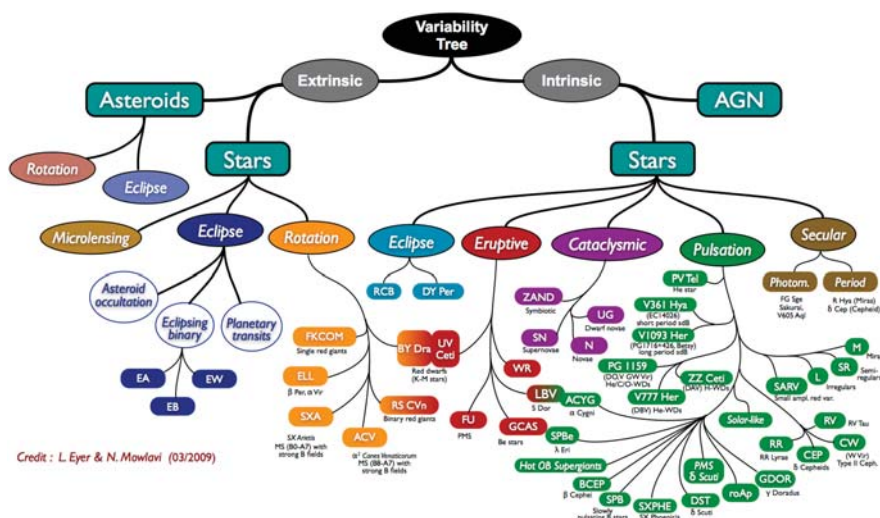 Variability
Tree
Extrinsic
Intrinsic
Asteroids
AGN
Stars
Stars
Rotation
Eclipse
Microlensing
Eclipse
Rotation
Eclipse
Eruptive
Cataclysmic
Pulsation
Secular
Asteroid
occultation
Eclipsing
binary
Planetary
transits
EA
EB
EW
FKCOM
Single red giants
ELL
β Per, α Vir
SXA
SX Arietis
MS (B0-A7) with
strong B fields
ACV
α² Canes Venaticorum
MS (B8-A7) with
strong B fields
BY Dra
UV
Ceti
Red dwarfs
(K-M stars)
RS CVn
Binary red giants
RCB
DY Per
FU
PMS
GCAS
Be stars
WR
LBV
S Dor
ZAND
Symbiotic
SN
Supernovae
UG
Dwarf novae
N
Novae
PV Tel
He star
V361 Hya
(EC14026)
short period sdB
V1093 Her
(PG1716+426, Betsy)
long period sdB
PG 1159
(DO,V GW Vir)
He/C/O-WDs
ZZ Ceti
(DAV) H-WDs
V777 Her
(DBV) He-WDs
ACYG
α Cygni
SPBe
λ Eri
Hot OB Supergiants
BCEP
β Cephei
SPB
Slowly
pulsating B stars
SXPHE
SX Phoenicis
DST
δ Scuti
PMS
δ Scuti
roAp
GDOR
γ Doradus
Solar-like
RR
RR Lyrae
CEP
δ Cepheids
RV
RV Tau
CW
(W Vir)
Type II Ceph.
SARV
Small ampl. red var.
L
Irregulars
SR
Semi-
regulars
M
Miras
Photom.
FG Sge
Sakurai,
V605 Aql
Period
R Hya (Miras)
δ Cep (Cepheid)
Credit : L. Eyer & N. Mowlavi (03/2009)